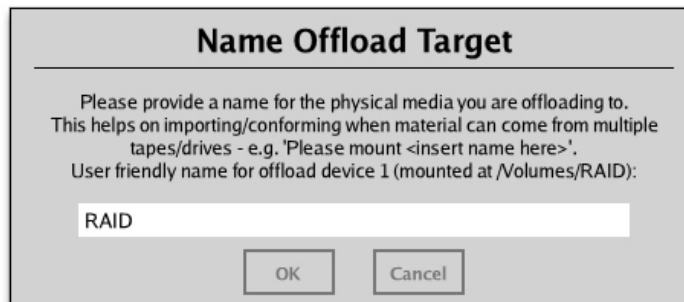 Name Offload Target
Please provide a name for the physical media you are offloading to.
This helps on importing/conforming when material can come from multiple
tapes/drives - e.g. 'Please mount <insert name here>'.
User friendly name for offload device 1 (mounted at /Volumes/RAID):
RAID
OK Cancel